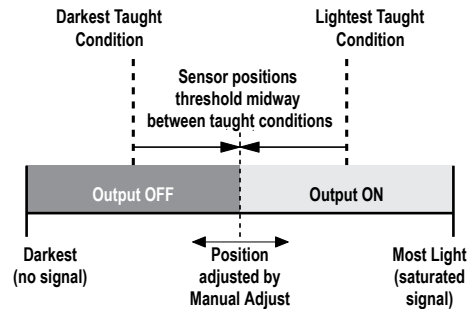 Darkest Taught
Condition
Lightest Taught
Condition
Sensor positions
threshold midway
between taught conditions
Output OFF
Output ON
Darkest
(no signal)
Position
adjusted by
Manual Adjust
Most Light
(saturated
signal)